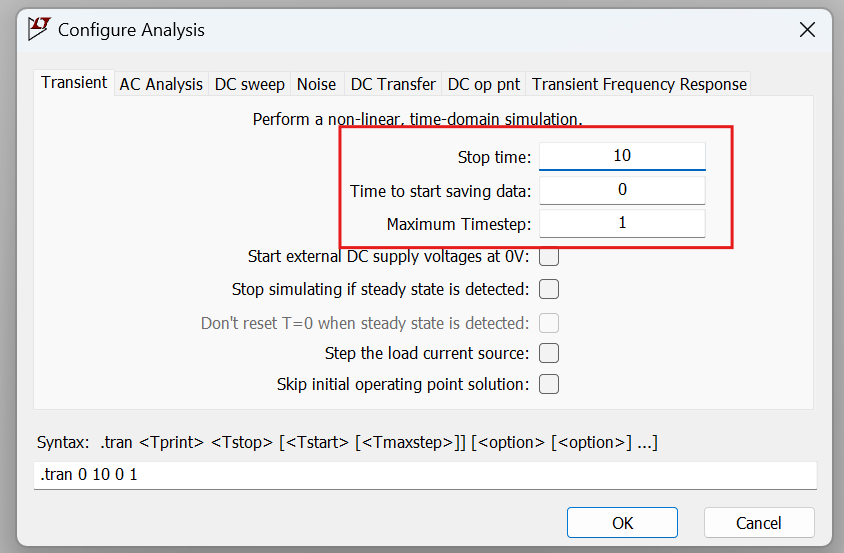 Configure Analysis
Transient AC Analysis DC sweep Noise DC Transfer DC op pnt Transient Frequency Response
Perform a non-linear, time-domain simulation.
Stop time: 10
Time to start saving data: 0
Maximum Timestep: 1
Start external DC supply voltages at 0V:
Stop simulating if steady state is detected:
Don't reset T=0 when steady state is detected:
Step the load current source:
Skip initial operating point solution:
Syntax: .tran <Tprint> <Tstop> [<Tstart> [<Tmaxstep>]] [<option> [<option>] ...]
.tran 0 10 0 1
OK Cancel